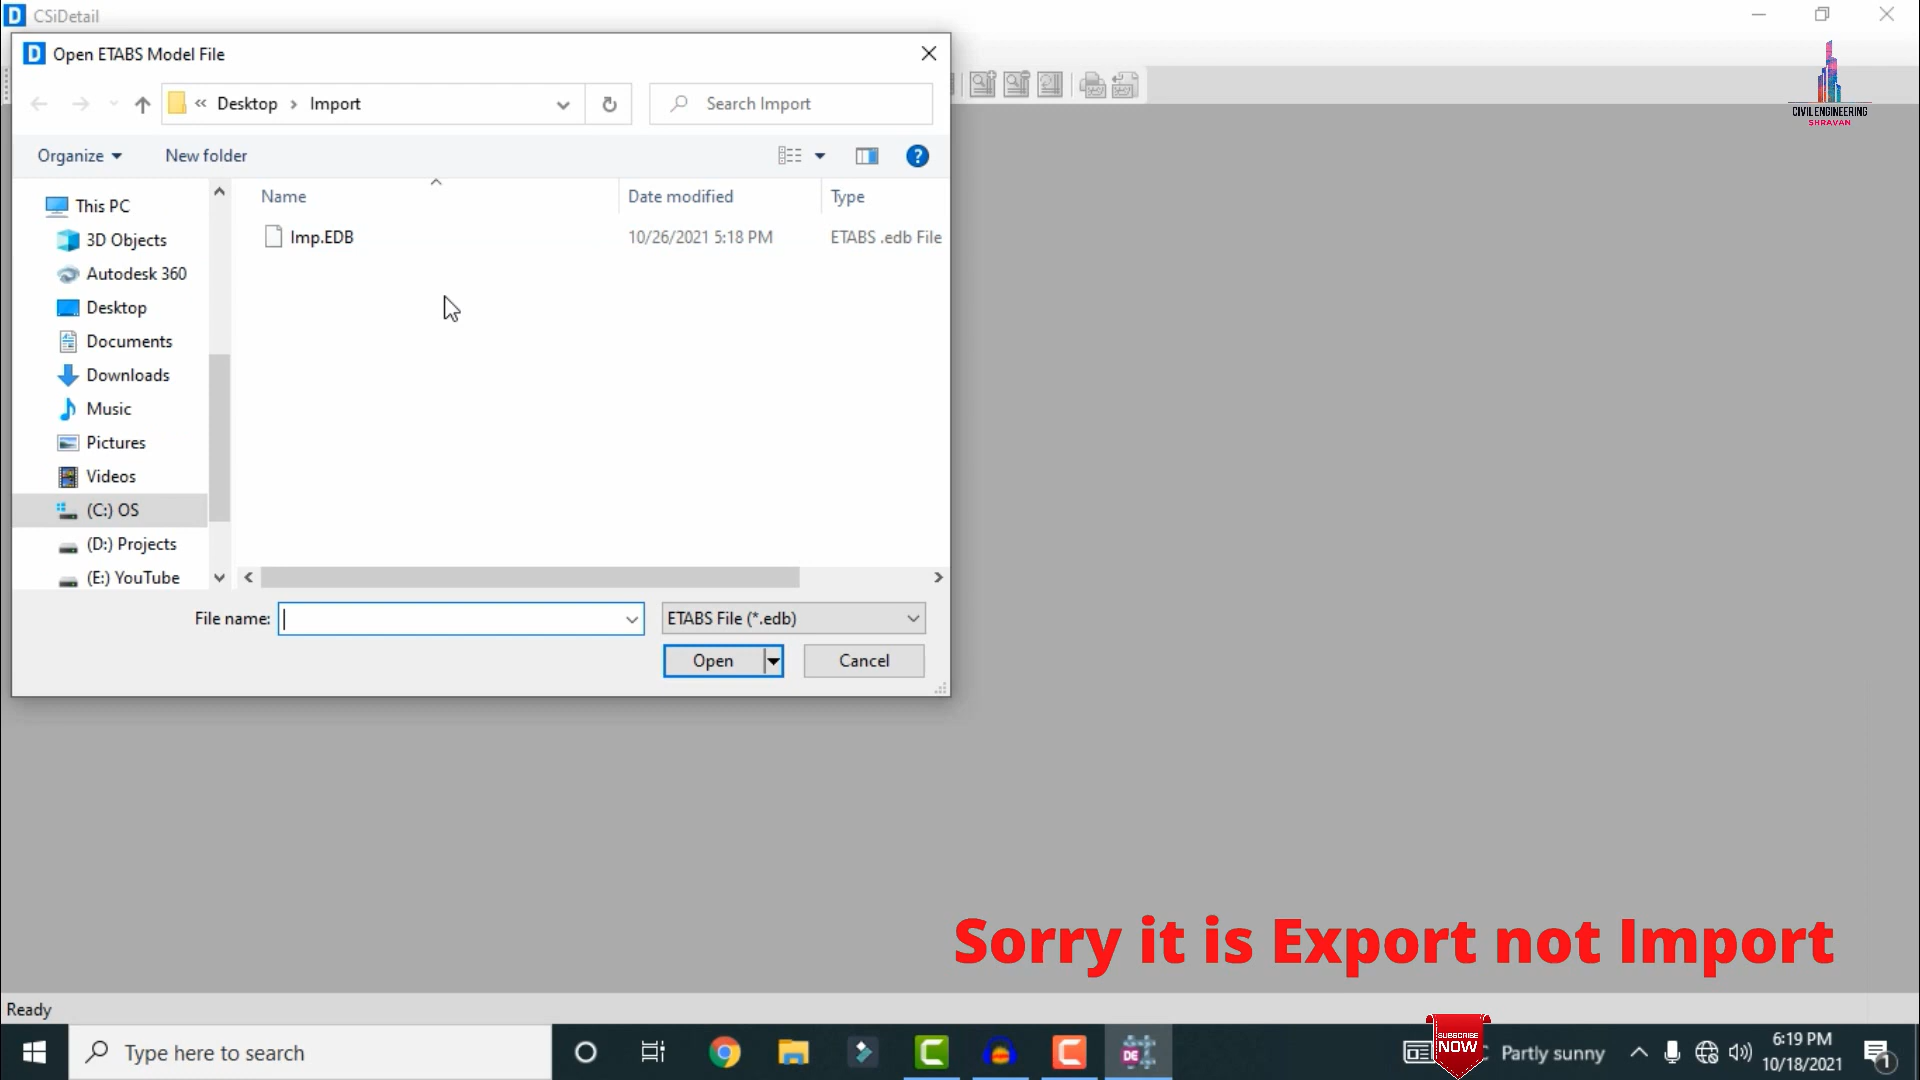 CSiDetail
Open ETABS Model File
« Desktop › Import
Search Import
CIVIL ENGINEERING
SHRAVAN
Organize
New folder
Name
Date modified
Type
Imp.EDB
10/26/2021 5:18 PM
ETABS .edb File
This PC
3D Objects
Autodesk 360
Desktop
Documents
Downloads
Music
Pictures
Videos
(C:) OS
(D:) Projects
(E:) YouTube
File name:
ETABS File (*.edb)
Open
Cancel
Sorry it is Export not Import
Ready
Type here to search
DE
SUBSCRIBE
NOW
C Partly sunny
6:19 PM
10/18/2021
1